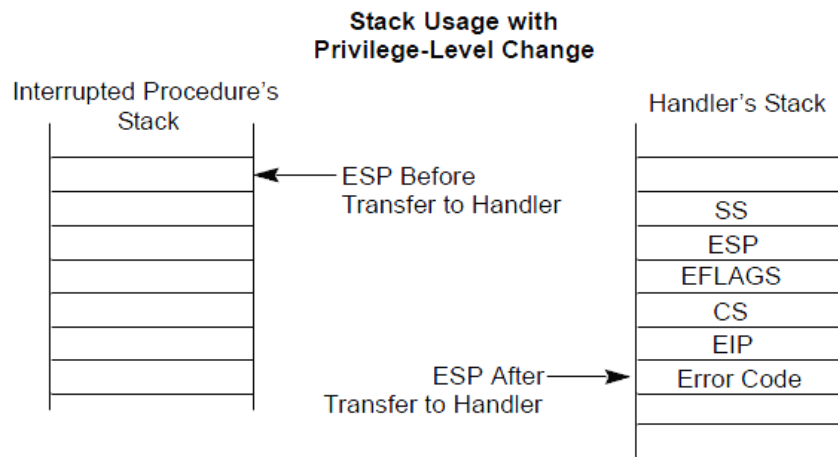 Stack Usage with
Privilege-Level Change
Interrupted Procedure's
Stack
Handler's Stack
ESP Before
Transfer to Handler
SS
ESP
EFLAGS
CS
EIP
ESP After
Transfer to Handler
Error Code